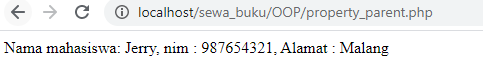 localhost/sewa_buku/OOP/property_parent.php
Nama mahasiswa: Jerry, nim : 987654321, Alamat : Malang